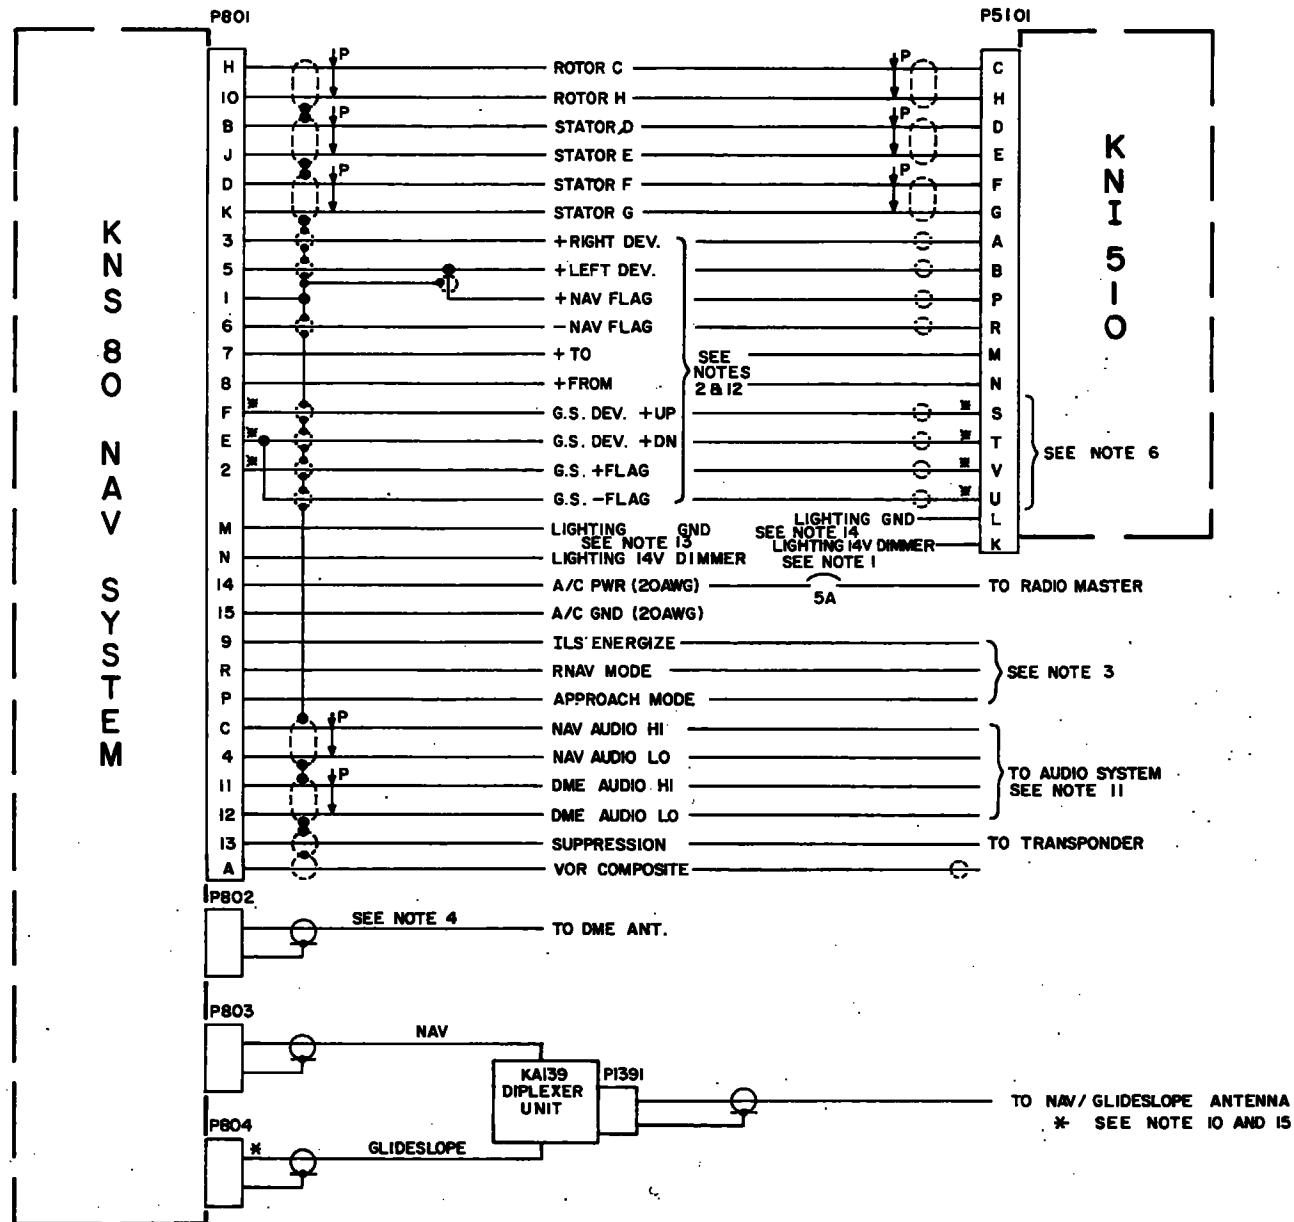 P801 P5101
H P ROTOR C P C
10 ROTOR H H
B P STATOR D P D
J STATOR E E
D P STATOR F P F
K STATOR G G
3 +RIGHT DEV. A
5 +LEFT DEV. B
1 +NAV FLAG P
6 -NAV FLAG R
7 +TO SEE M
NOTES
8 +FROM 2 & 12 N
F * G.S. DEV. +UP * S
E * G.S. DEV. +DN * T
SEE NOTE 6
2 * G.S. +FLAG * V
G.S. -FLAG * U
LIGHTING GND L
M LIGHTING GND SEE NOTE 14
SEE NOTE 13 LIGHTING 14V DIMMER K
N LIGHTING 14V DIMMER SEE NOTE 1
14 A/C PWR (20AWG) 5A TO RADIO MASTER
15 A/C GND (20AWG)
9 ILS ENERGIZE
R RNAV MODE SEE NOTE 3
P APPROACH MODE
C P NAV AUDIO HI
4 NAV AUDIO LO
TO AUDIO SYSTEM
11 P DME AUDIO HI SEE NOTE 11
12 DME AUDIO LO
13 SUPPRESSION TO TRANSPONDER
A VOR COMPOSITE
KNS 80 NAV SYSTEM
KNI 510
P802
SEE NOTE 4 TO DME ANT.
P803
NAV
KA139 P1391
DIPLEXER
UNIT
TO NAV/GLIDESLOPE ANTENNA
* SEE NOTE 10 AND 15
P804
* GLIDESLOPE